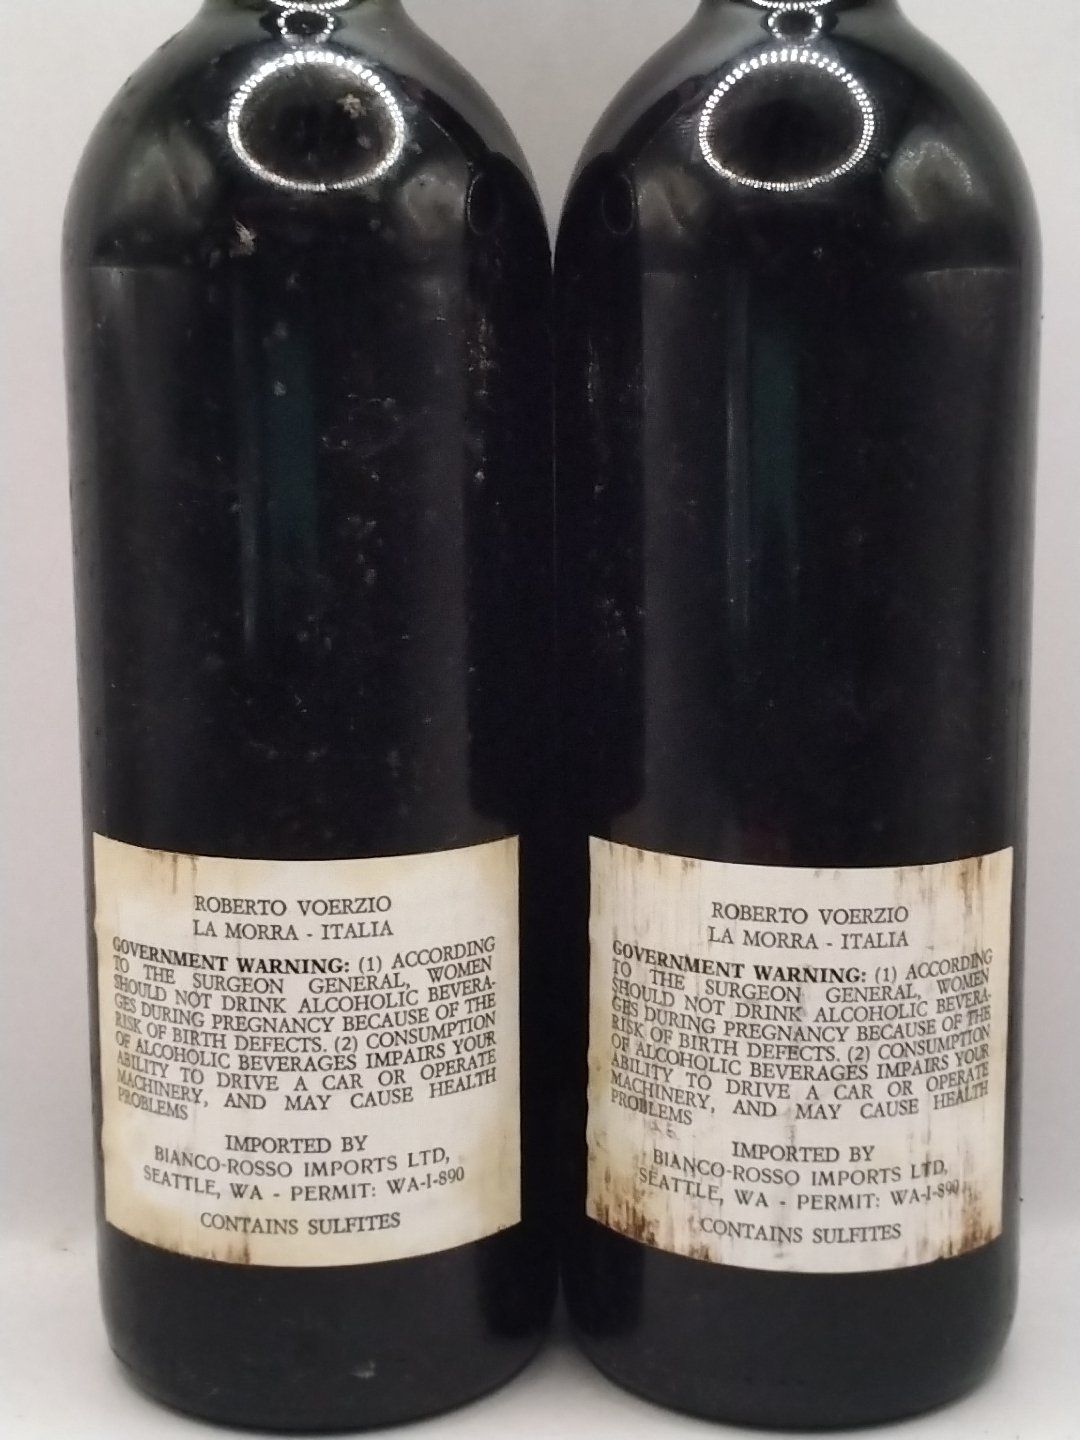 ROBERTO VOERZIO
LA MORRA - ITALIA
GOVERNMENT WARNING: (1) ACCORDING
TO THE SURGEON GENERAL, WOMEN
SHOULD NOT DRINK ALCOHOLIC BEVERA-
GES DURING PREGNANCY BECAUSE OF THE
RISK OF BIRTH DEFECTS. (2) CONSUMPTION
OF ALCOHOLIC BEVERAGES IMPAIRS YOUR
ABILITY TO DRIVE A CAR OR OPERATE
MACHINERY, AND MAY CAUSE HEALTH
PROBLEMS
IMPORTED BY
BIANCO-ROSSO IMPORTS LTD,
SEATTLE, WA - PERMIT: WA-I-890
CONTAINS SULFITES
ROBERTO VOERZIO
LA MORRA - ITALIA
GOVERNMENT WARNING: (1) ACCORDING
TO THE SURGEON GENERAL, WOMEN
SHOULD NOT DRINK ALCOHOLIC BEVERA-
GES DURING PREGNANCY BECAUSE OF THE
RISK OF BIRTH DEFECTS. (2) CONSUMPTION
OF ALCOHOLIC BEVERAGES IMPAIRS YOUR
ABILITY TO DRIVE A CAR OR OPERATE
MACHINERY, AND MAY CAUSE HEALTH
PROBLEMS
IMPORTED BY
BIANCO-ROSSO IMPORTS LTD,
SEATTLE, WA - PERMIT: WA-I-890
CONTAINS SULFITES